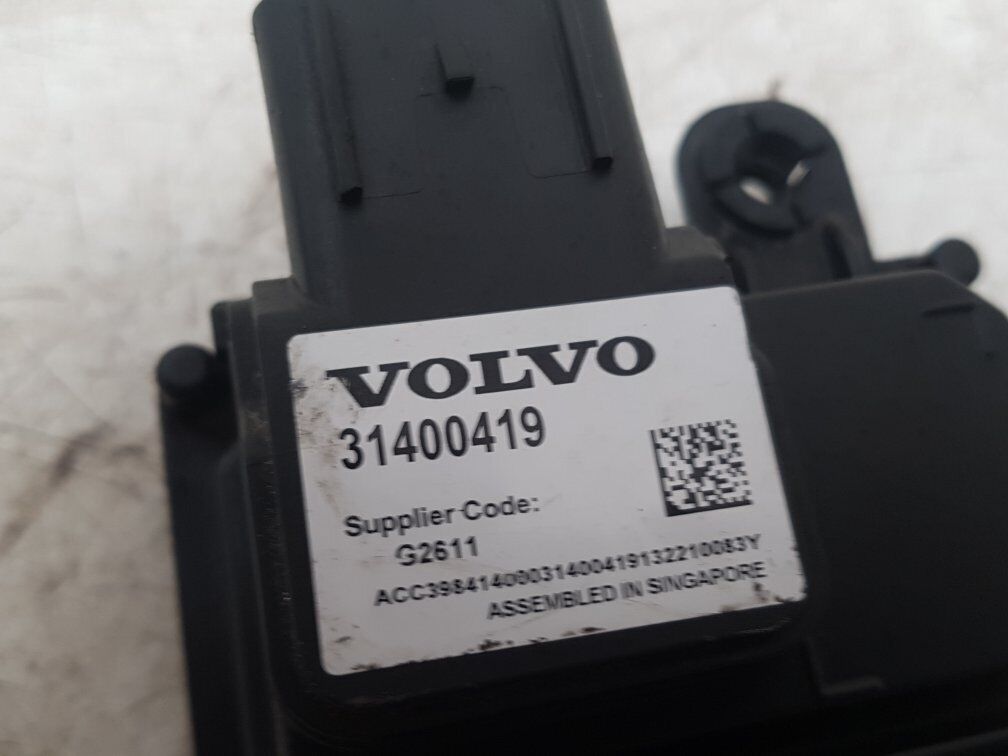 VOLVO
31400419
Supplier Code:
G2611
ACC39841400031400419132210083Y
ASSEMBLED IN SINGAPORE